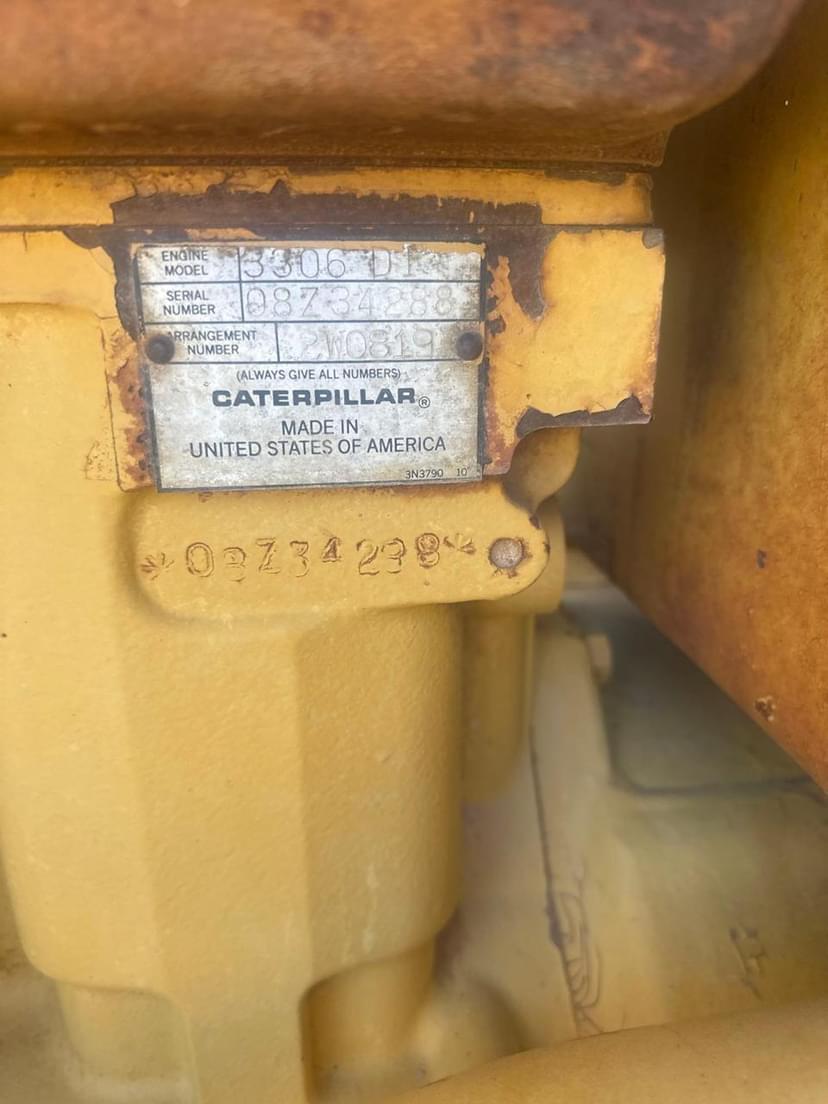 ENGINE MODEL 3306 DI
SERIAL NUMBER 08Z34288
ARRANGEMENT NUMBER 2W0819
(ALWAYS GIVE ALL NUMBERS)
CATERPILLAR®
MADE IN
UNITED STATES OF AMERICA
3N3790 10
*08Z34288*